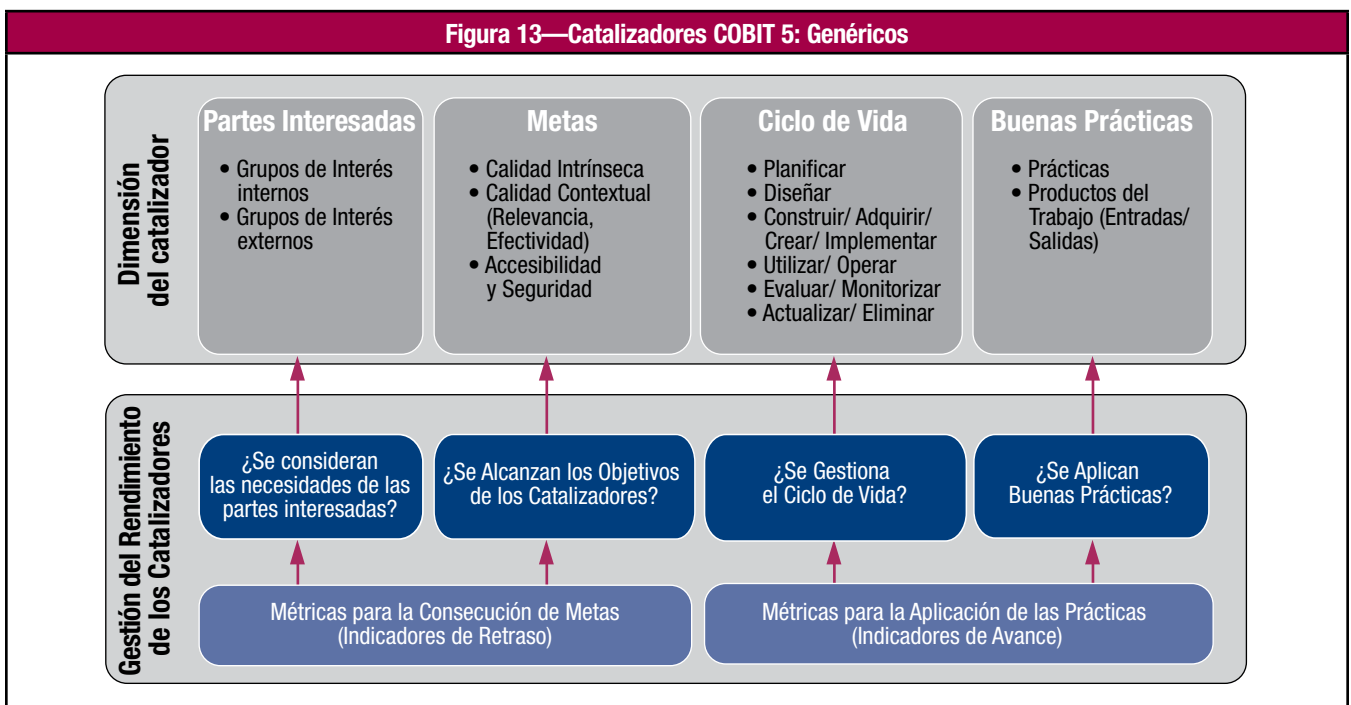 Figura 13—Catalizadores COBIT 5: Genéricos
Dimensión
del catalizador
Partes Interesadas
• Grupos de Interés
internos
• Grupos de Interés
externos
Metas
• Calidad Intrínseca
• Calidad Contextual
(Relevancia,
Efectividad)
• Accesibilidad
y Seguridad
Ciclo de Vida
• Planificar
• Diseñar
• Construir/ Adquirir/
Crear/ Implementar
• Utilizar/ Operar
• Evaluar/ Monitorizar
• Actualizar/ Eliminar
Buenas Prácticas
• Prácticas
• Productos del
Trabajo (Entradas/
Salidas)
Gestión del Rendimiento
de los Catalizadores
¿Se consideran
las necesidades de las
partes interesadas?
¿Se Alcanzan los Objetivos
de los Catalizadores?
¿Se Gestiona
el Ciclo de Vida?
¿Se Aplican
Buenas Prácticas?
Métricas para la Consecución de Metas
(Indicadores de Retraso)
Métricas para la Aplicación de las Prácticas
(Indicadores de Avance)